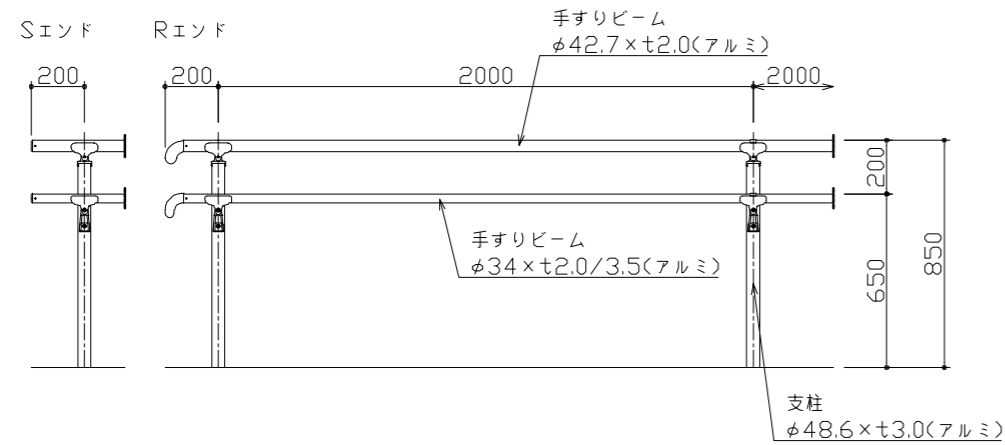 Sエンド
Rエンド
手すりビーム
φ42.7×t2.0(アルミ)
200
200
2000
2000
200
手すりビーム
φ34×t2.0/3.5(アルミ)
650
850
支柱
φ48.6×t3.0(アルミ)